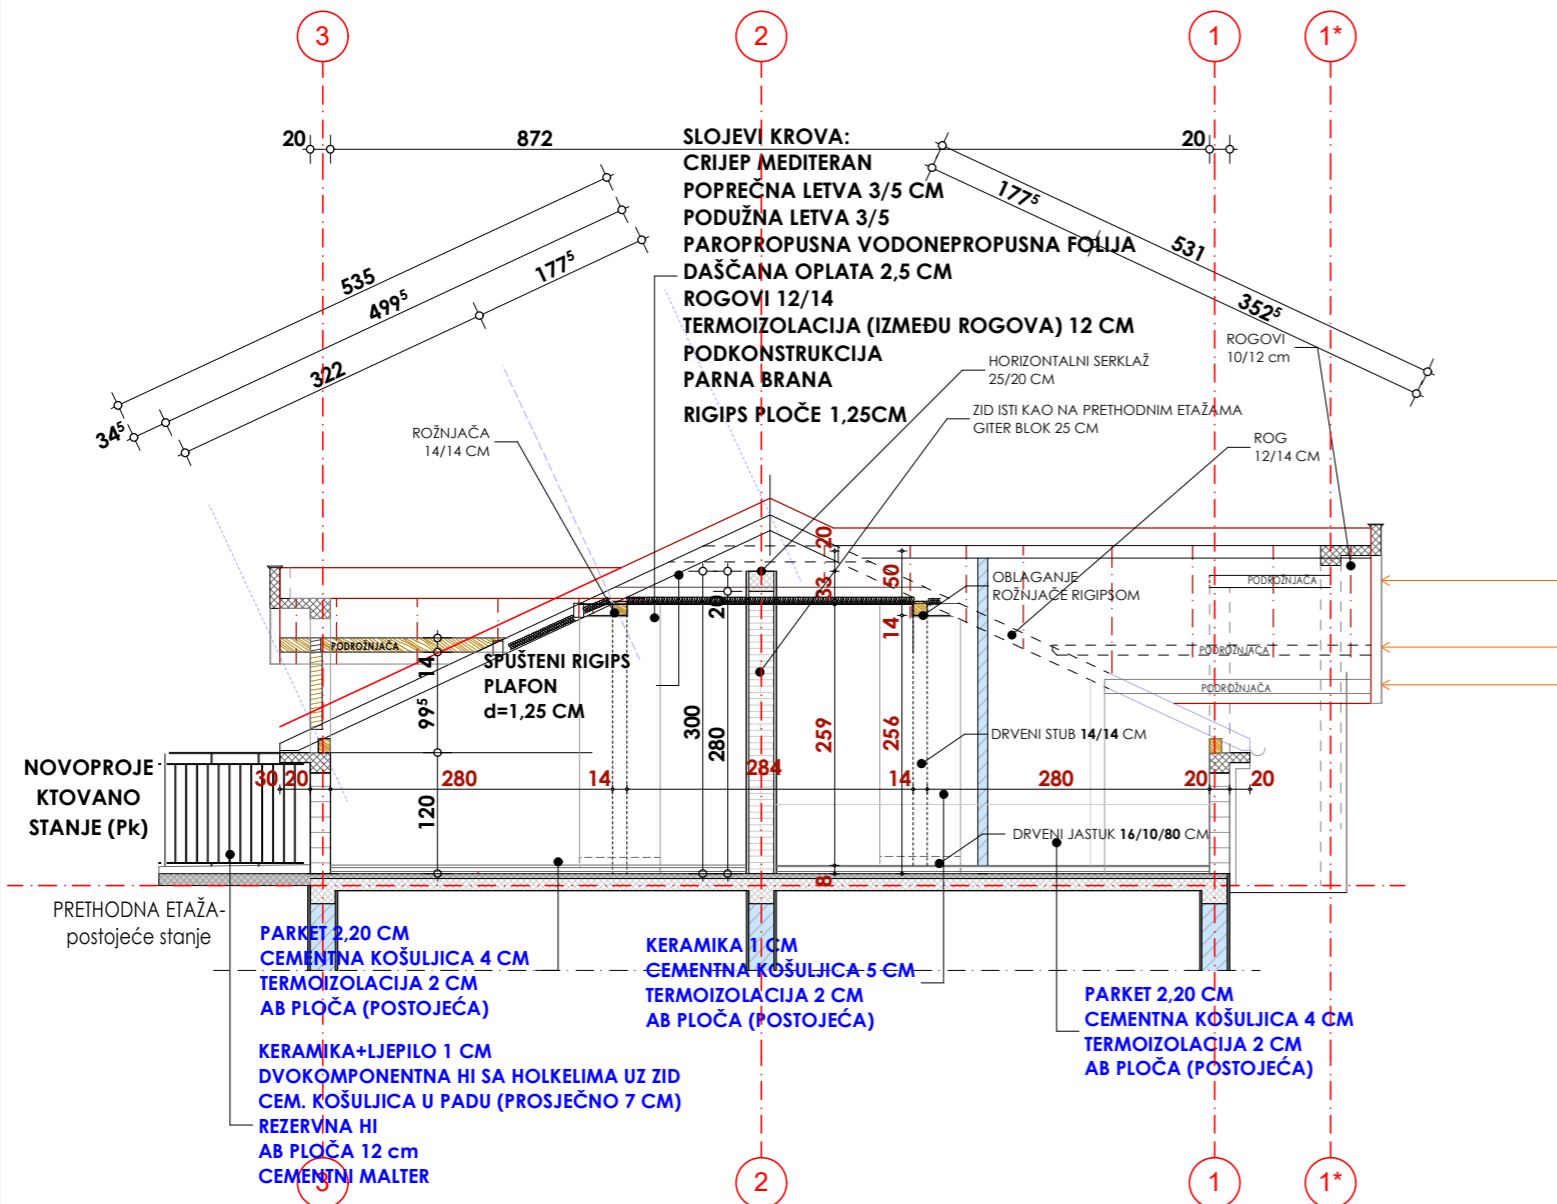 3
2
1
1*
20
872
20
SLOJEVI KROVA:
CRIJEP MEDITERAN
POPREČNA LETVA 3/5 CM
PODUŽNA LETVA 3/5
PAROPROPUSNA VODONEPROPUSNA FOLIJA
DAŠČANA OPLATA 2,5 CM
ROGOVI 12/14
TERMOIZOLACIJA (IZMEĐU ROGOVA) 12 CM
PODKONSTRUKCIJA
PARNA BRANA
RIGIPS PLOČE 1,25CM
535
499⁵
177⁵
322
34⁵
177⁵
531
352⁵
ROGOVI
10/12 cm
HORIZONTALNI SERKLAŽ
25/20 CM
ZID ISTI KAO NA PRETHODNIM ETAŽAMA
GITER BLOK 25 CM
ROŽNJAČA
14/14 CM
ROG
12/14 CM
20
33
50
14
20
OBLAGANJE
ROŽNJAČE RIGIPSOM
PODROŽNJAČA
PODROŽNJAČA
PODROŽNJAČA
PODROŽNJAČA
14
99⁵
120
SPUŠTENI RIGIPS
PLAFON
d=1,25 CM
300
280
259
256
DRVENI STUB 14/14 CM
NOVOPROJE
KTOVANO
STANJE (Pk)
30
20
280
14
284
14
280
20
20
DRVENI JASTUK 16/10/80 CM
8
PRETHODNA ETAŽA-
postojeće stanje
PARKET 2,20 CM
CEMENTNA KOŠULJICA 4 CM
TERMOIZOLACIJA 2 CM
AB PLOČA (POSTOJEĆA)
KERAMIKA 1 CM
CEMENTNA KOŠULJICA 5 CM
TERMOIZOLACIJA 2 CM
AB PLOČA (POSTOJEĆA)
PARKET 2,20 CM
CEMENTNA KOŠULJICA 4 CM
TERMOIZOLACIJA 2 CM
AB PLOČA (POSTOJEĆA)
KERAMIKA+LJEPILO 1 CM
DVOKOMPONENTNA HI SA HOLKELIMA UZ ZID
CEM. KOŠULJICA U PADU (PROSJEČNO 7 CM)
REZERVNA HI
AB PLOČA 12 cm
CEMENTNI MALTER
3
2
1
1*